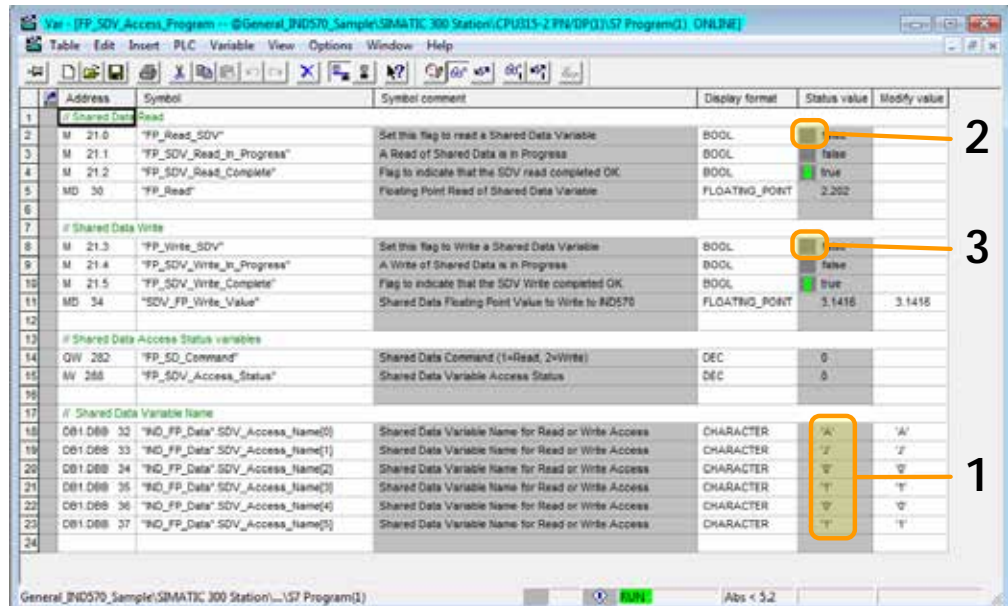 Var - [FP_SDV_Access_Program -- @General_IND570_Sample\SIMATIC 300 Station\CPU315-2 PN/DP(1)\S7 Program(1) ONLINE]
Table Edit Insert PLC Variable View Options Window Help
Address Symbol Symbol comment Display format Status value Modify value
1 // Shared Data Read
2 M 21.0 "FP_Read_SDV" Set this flag to read a Shared Data Variable BOOL 2
3 M 21.1 "FP_SDV_Read_In_Progress" A Read of Shared Data is in Progress BOOL false
4 M 21.2 "FP_SDV_Read_Complete" Flag to indicate that the SDV read completed OK BOOL true
5 MD 30 "FP_Read" Floating Point Read of Shared Data Variable FLOATING_POINT 2.202
6
7 // Shared Data Write
8 M 21.3 "FP_Write_SDV" Set this flag to Write a Shared Data Variable BOOL 3
9 M 21.4 "FP_SDV_Write_In_Progress" A Write of Shared Data is in Progress BOOL false
10 M 21.5 "FP_SDV_Write_Complete" Flag to indicate that the SDV Write completed OK BOOL true
11 MD 34 "SDV_FP_Write_Value" Shared Data Floating Point Value to Write to IND570 FLOATING_POINT 3.1416 3.1416
12
13 // Shared Data Access Status variables
14 QW 282 "FP_SD_Command" Shared Data Command (1=Read, 2=Write) DEC 0
15 IW 288 "FP_SDV_Access_Status" Shared Data Variable Access Status DEC 0
16
17 // Shared Data Variable Name
18 DB1.DBB 32 "IND_FP_Data".SDV_Access_Name[0] Shared Data Variable Name for Read or Write Access CHARACTER 'A' 'A'
19 DB1.DBB 33 "IND_FP_Data".SDV_Access_Name[1] Shared Data Variable Name for Read or Write Access CHARACTER 'J' 'J'
20 DB1.DBB 34 "IND_FP_Data".SDV_Access_Name[2] Shared Data Variable Name for Read or Write Access CHARACTER '0' '0'
21 DB1.DBB 35 "IND_FP_Data".SDV_Access_Name[3] Shared Data Variable Name for Read or Write Access CHARACTER '1' '1' 1
22 DB1.DBB 36 "IND_FP_Data".SDV_Access_Name[4] Shared Data Variable Name for Read or Write Access CHARACTER '0' '0'
23 DB1.DBB 37 "IND_FP_Data".SDV_Access_Name[5] Shared Data Variable Name for Read or Write Access CHARACTER '1' '1'
24
General_IND570_Sample\SIMATIC 300 Station\...\S7 Program(1) RUN Abs < 5.2